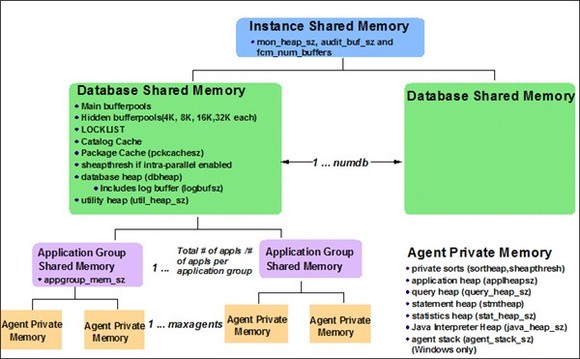 Instance Shared Memory
• mon_heap_sz, audit_buf_sz and
fcm_num_buffers
Database Shared Memory
• Main bufferpools
• Hidden bufferpools(4K, 8K, 16K,32K each)
• LOCKLIST
• Catalog Cache
• Package Cache (pckcachesz)
• sheapthresh if intra-parallel enabled
• database heap (dbheap)
• Includes log buffer (logbufsz)
• utility heap (util_heap_sz)
1 ... numdb
Database Shared Memory
Application Group
Shared Memory
• appgroup_mem_sz
1 ...
Total # of appls /#
of appls per
application group
Application Group
Shared Memory
Agent Private
Memory
Agent Private
Memory
1 ... maxagents
Agent Private
Memory
Agent Private
Memory
Agent Private Memory
• private sorts (sortheap,sheapthresh)
• application heap (applheapsz)
• query heap (query_heap_sz)
• statement heap (stmtheap)
• statistics heap (stat_heap_sz)
• Java Interpreter Heap (java_heap_sz)
• agent stack (agent_stack_sz)
(Windows only)